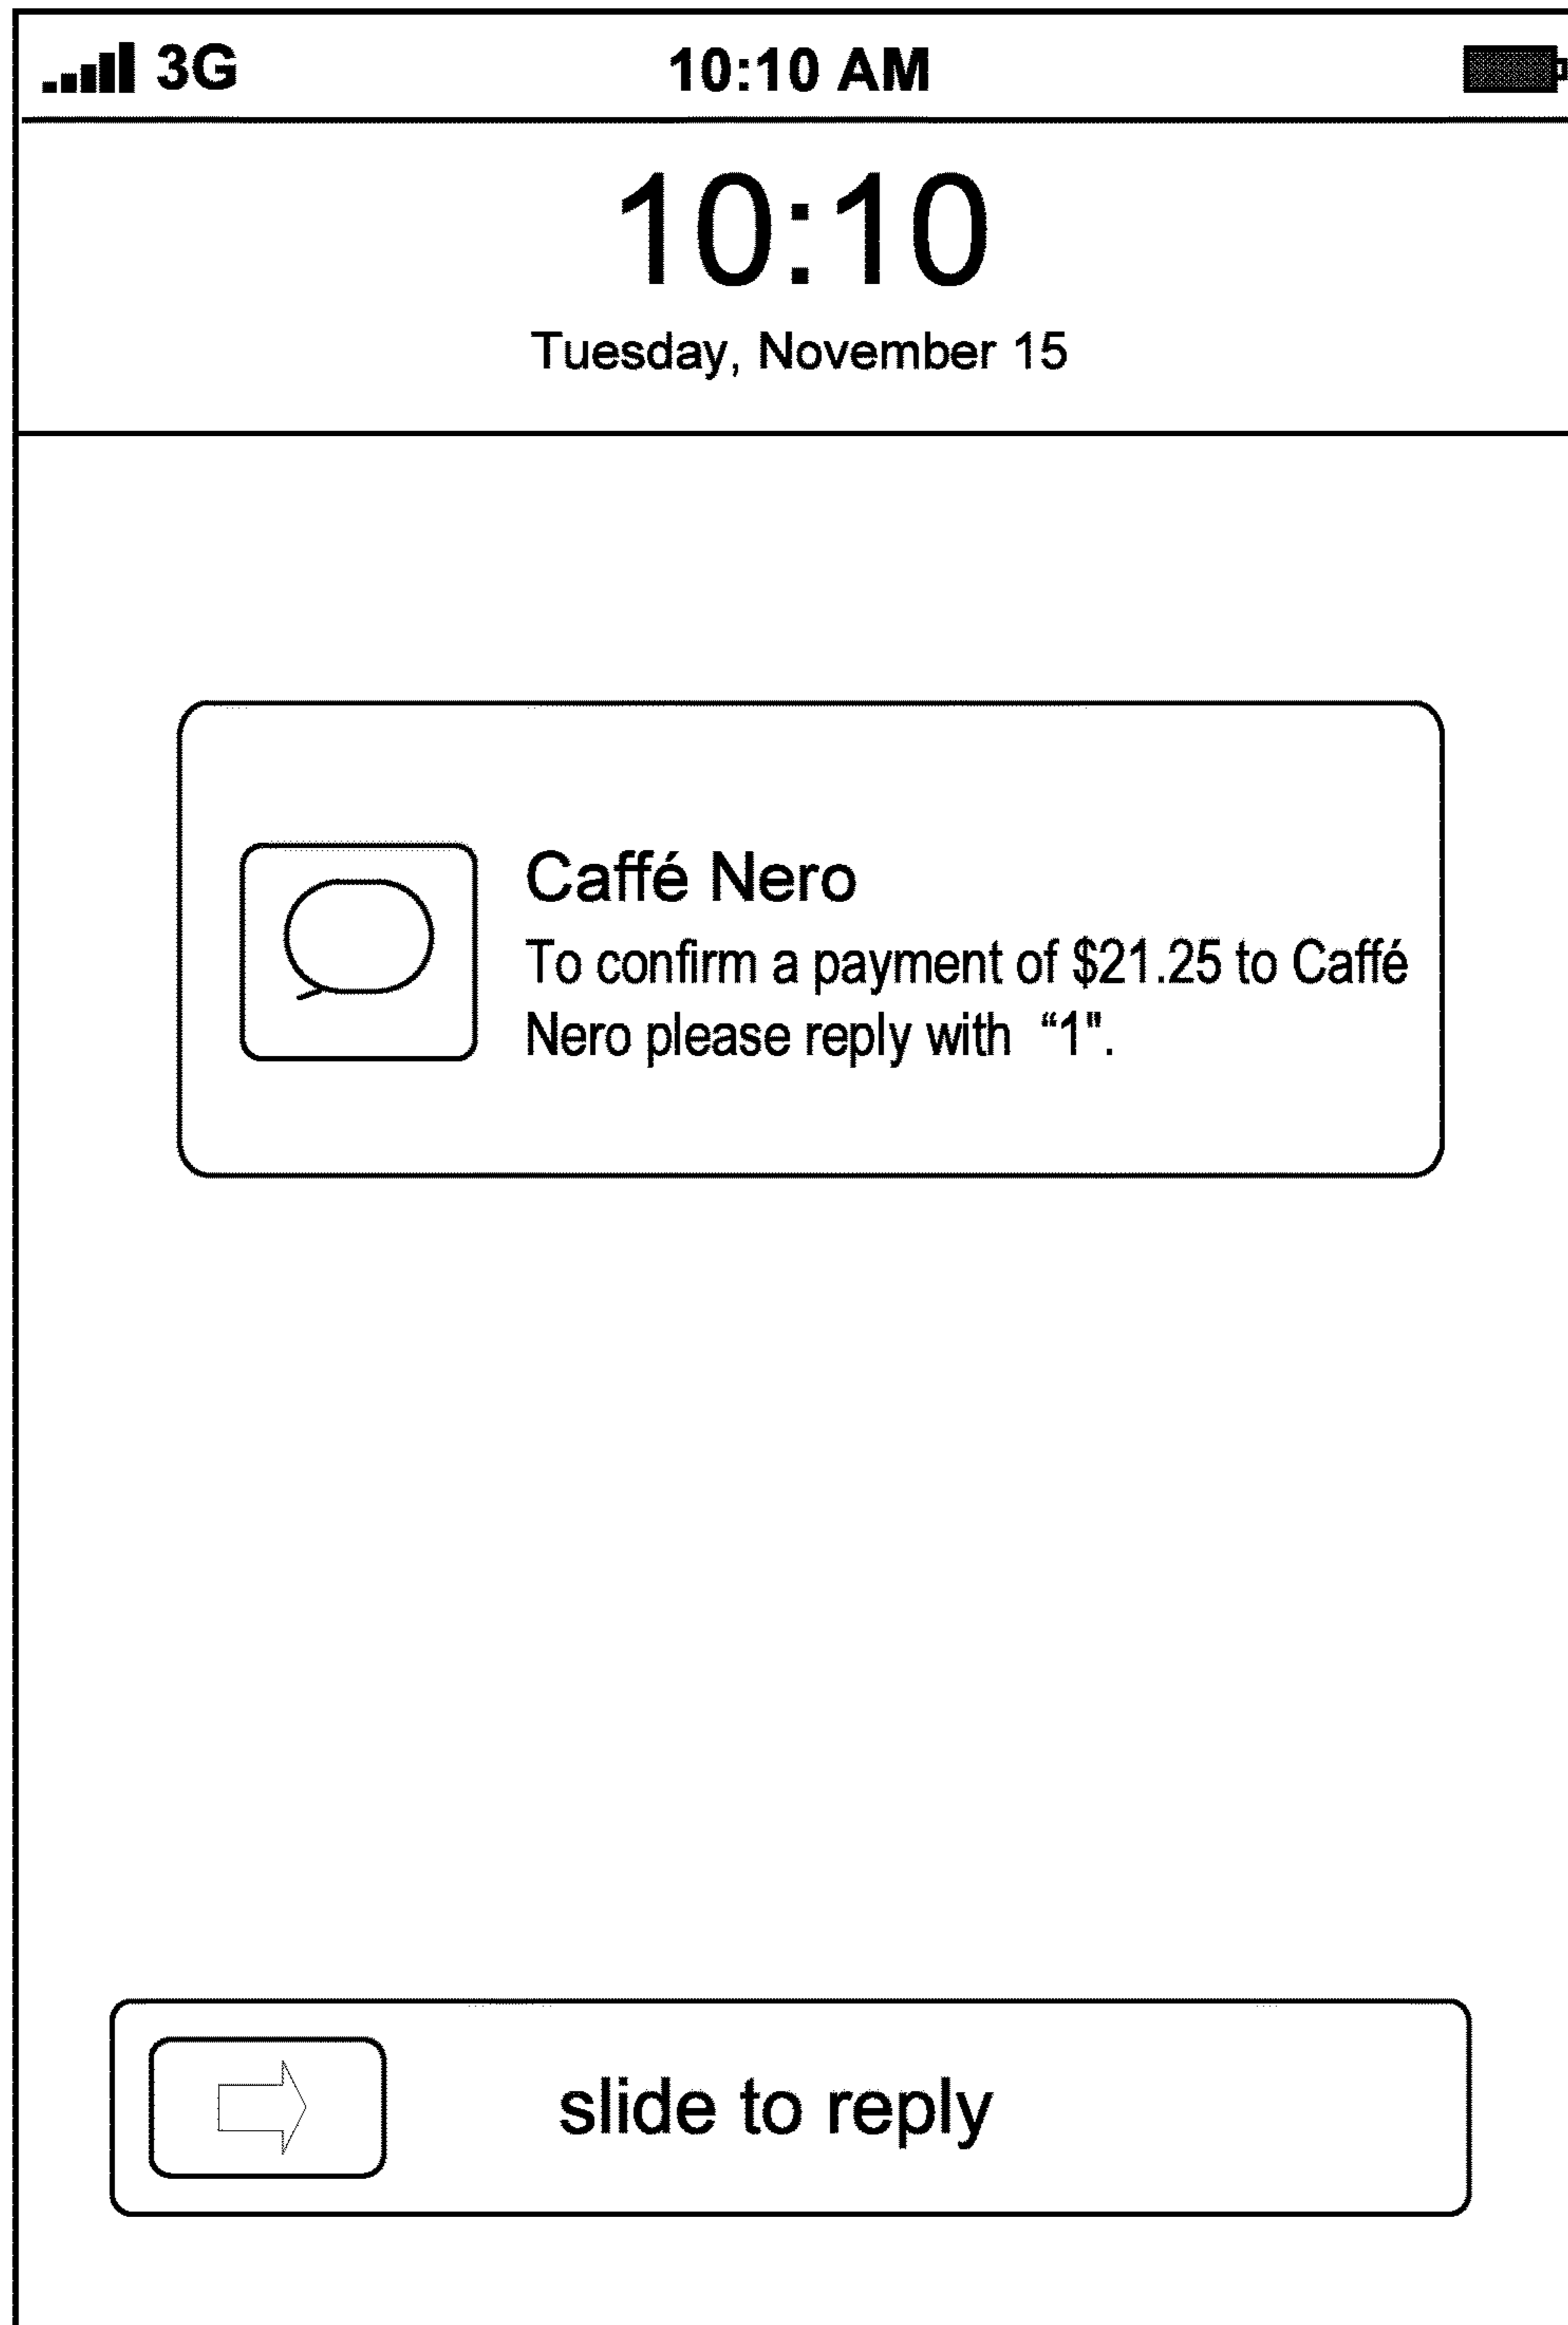 3G 10:10 AM
10:10
Tuesday, November 15
Caffé Nero
To confirm a payment of $21.25 to Caffé
Nero please reply with “1".
slide to reply